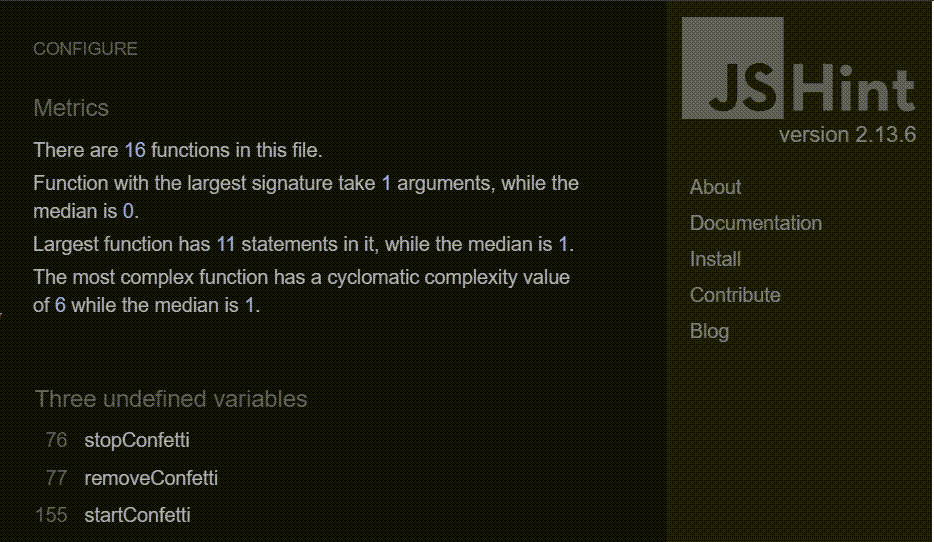 CONFIGURE
Metrics
There are 16 functions in this file.
Function with the largest signature take 1 arguments, while the
median is 0.
Largest function has 11 statements in it, while the median is 1.
The most complex function has a cyclomatic complexity value
of 6 while the median is 1.
Three undefined variables
76 stopConfetti
77 removeConfetti
155 startConfetti
JSHint
version 2.13.6
About
Documentation
Install
Contribute
Blog